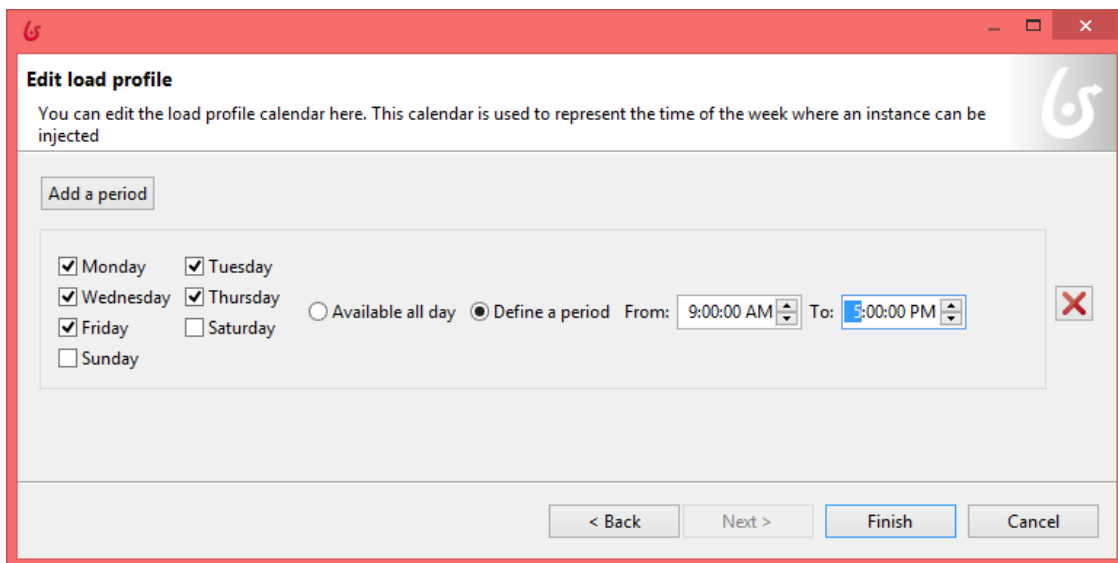 Edit load profile
You can edit the load profile calendar here. This calendar is used to represent the time of the week where an instance can be
injected
Add a period
Monday Tuesday
Wednesday Thursday
Friday Saturday
Sunday
Available all day Define a period From: 9:00:00 AM To: 5:00:00 PM
< Back Next > Finish Cancel